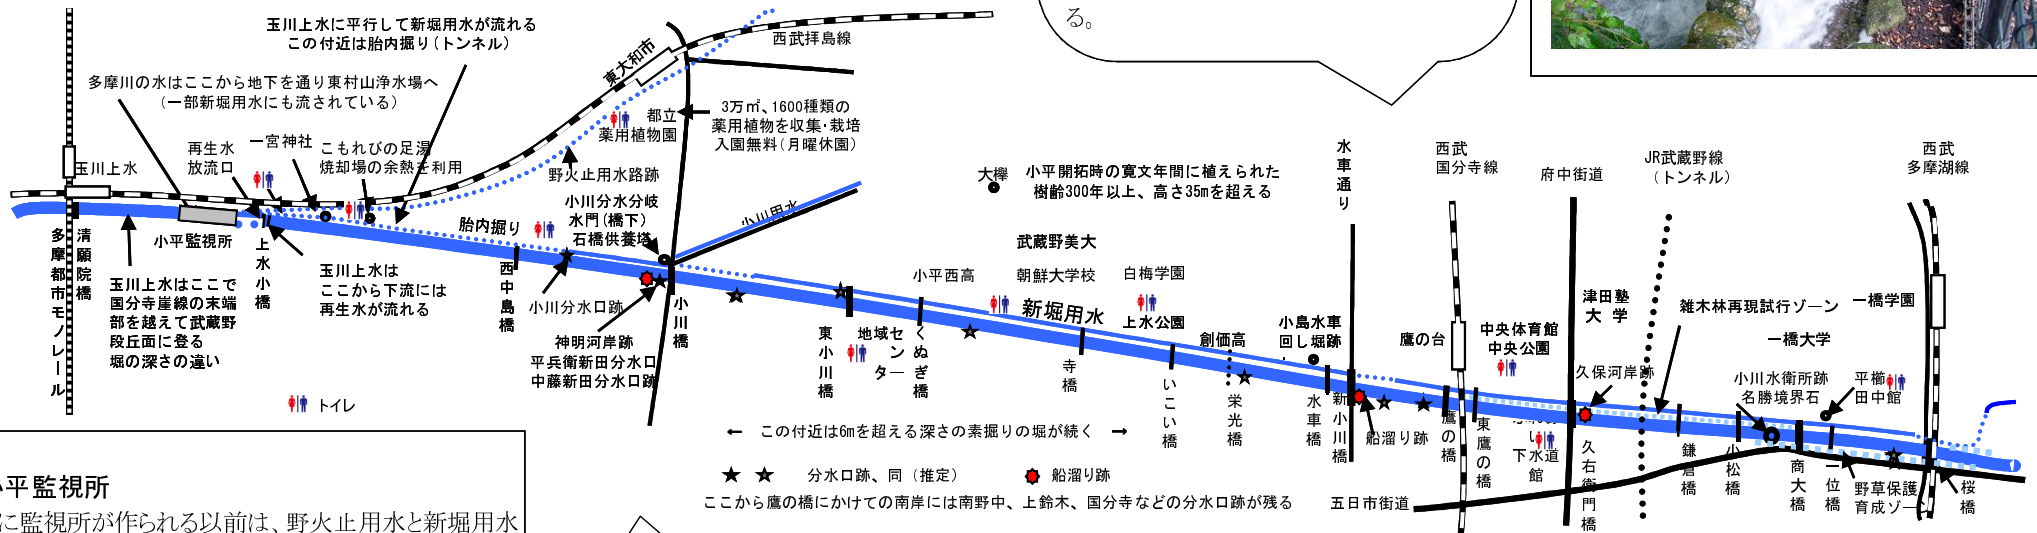 る。
玉川上水に平行して新堀用水が流れる
この付近は胎内掘り(トンネル)
多摩川の水はここから地下を通り東村山浄水場へ
(一部新堀用水にも流されている)
東大和市
西武拝島線
玉川上水
再生水
放流口
一宮神社
こもれびの足湯
焼却場の余熱を利用
都立
薬用植物園
3万㎡、1600種類の
薬用植物を収集・栽培
入園無料(月曜休園)
野火止用水路跡
小川分水分岐
水門(橋下)
石橋供養塔
小川用水
大欅
小平開拓時の寛文年間に植えられた
樹齢300年以上、高さ35mを超える
水車通り
西武
国分寺線
府中街道
JR武蔵野線
(トンネル)
西武
多摩湖線
多摩都市モノレール
清願院橋
小平監視所
上水小橋
胎内掘り
西中島橋
玉川上水はここで
国分寺崖線の末端
部を越えて武蔵野
段丘面に登る
堀の深さの違い
玉川上水は
ここから下流には
再生水が流れる
小川分水口跡
神明河岸跡
平兵衛新田分水口
中藤新田分水口跡
小川橋
東小川橋
地域セ
ンター
くぬぎ橋
小平西高
武蔵野美大
朝鮮大学校
白梅学園
新堀用水
上水公園
寺橋
いこい橋
創価高
栄光橋
小島水車
回し堀跡
水車橋
新小川橋
船溜り跡
鷹の台
鷹の橋
東鷹の橋
中央体育館
中央公園
津田塾
大学
久保河岸跡
下水道
館
久右衛門橋
雑木林再現試行ゾーン
一橋学園
一橋大学
小川水衛所跡
名勝境界石
平櫛
田中館
鎌倉橋
小松橋
商大橋
一位橋
野草保護
育成ゾーン
桜橋
トイレ
← この付近は6mを超える深さの素掘りの堀が続く →
★ ★ 分水口跡、同(推定)
船溜り跡
ここから鷹の橋にかけての南岸には南野中、上鈴木、国分寺などの分水口跡が残る
五日市街道
小平監視所
に監視所が作られる以前は、野火止用水と新堀用水